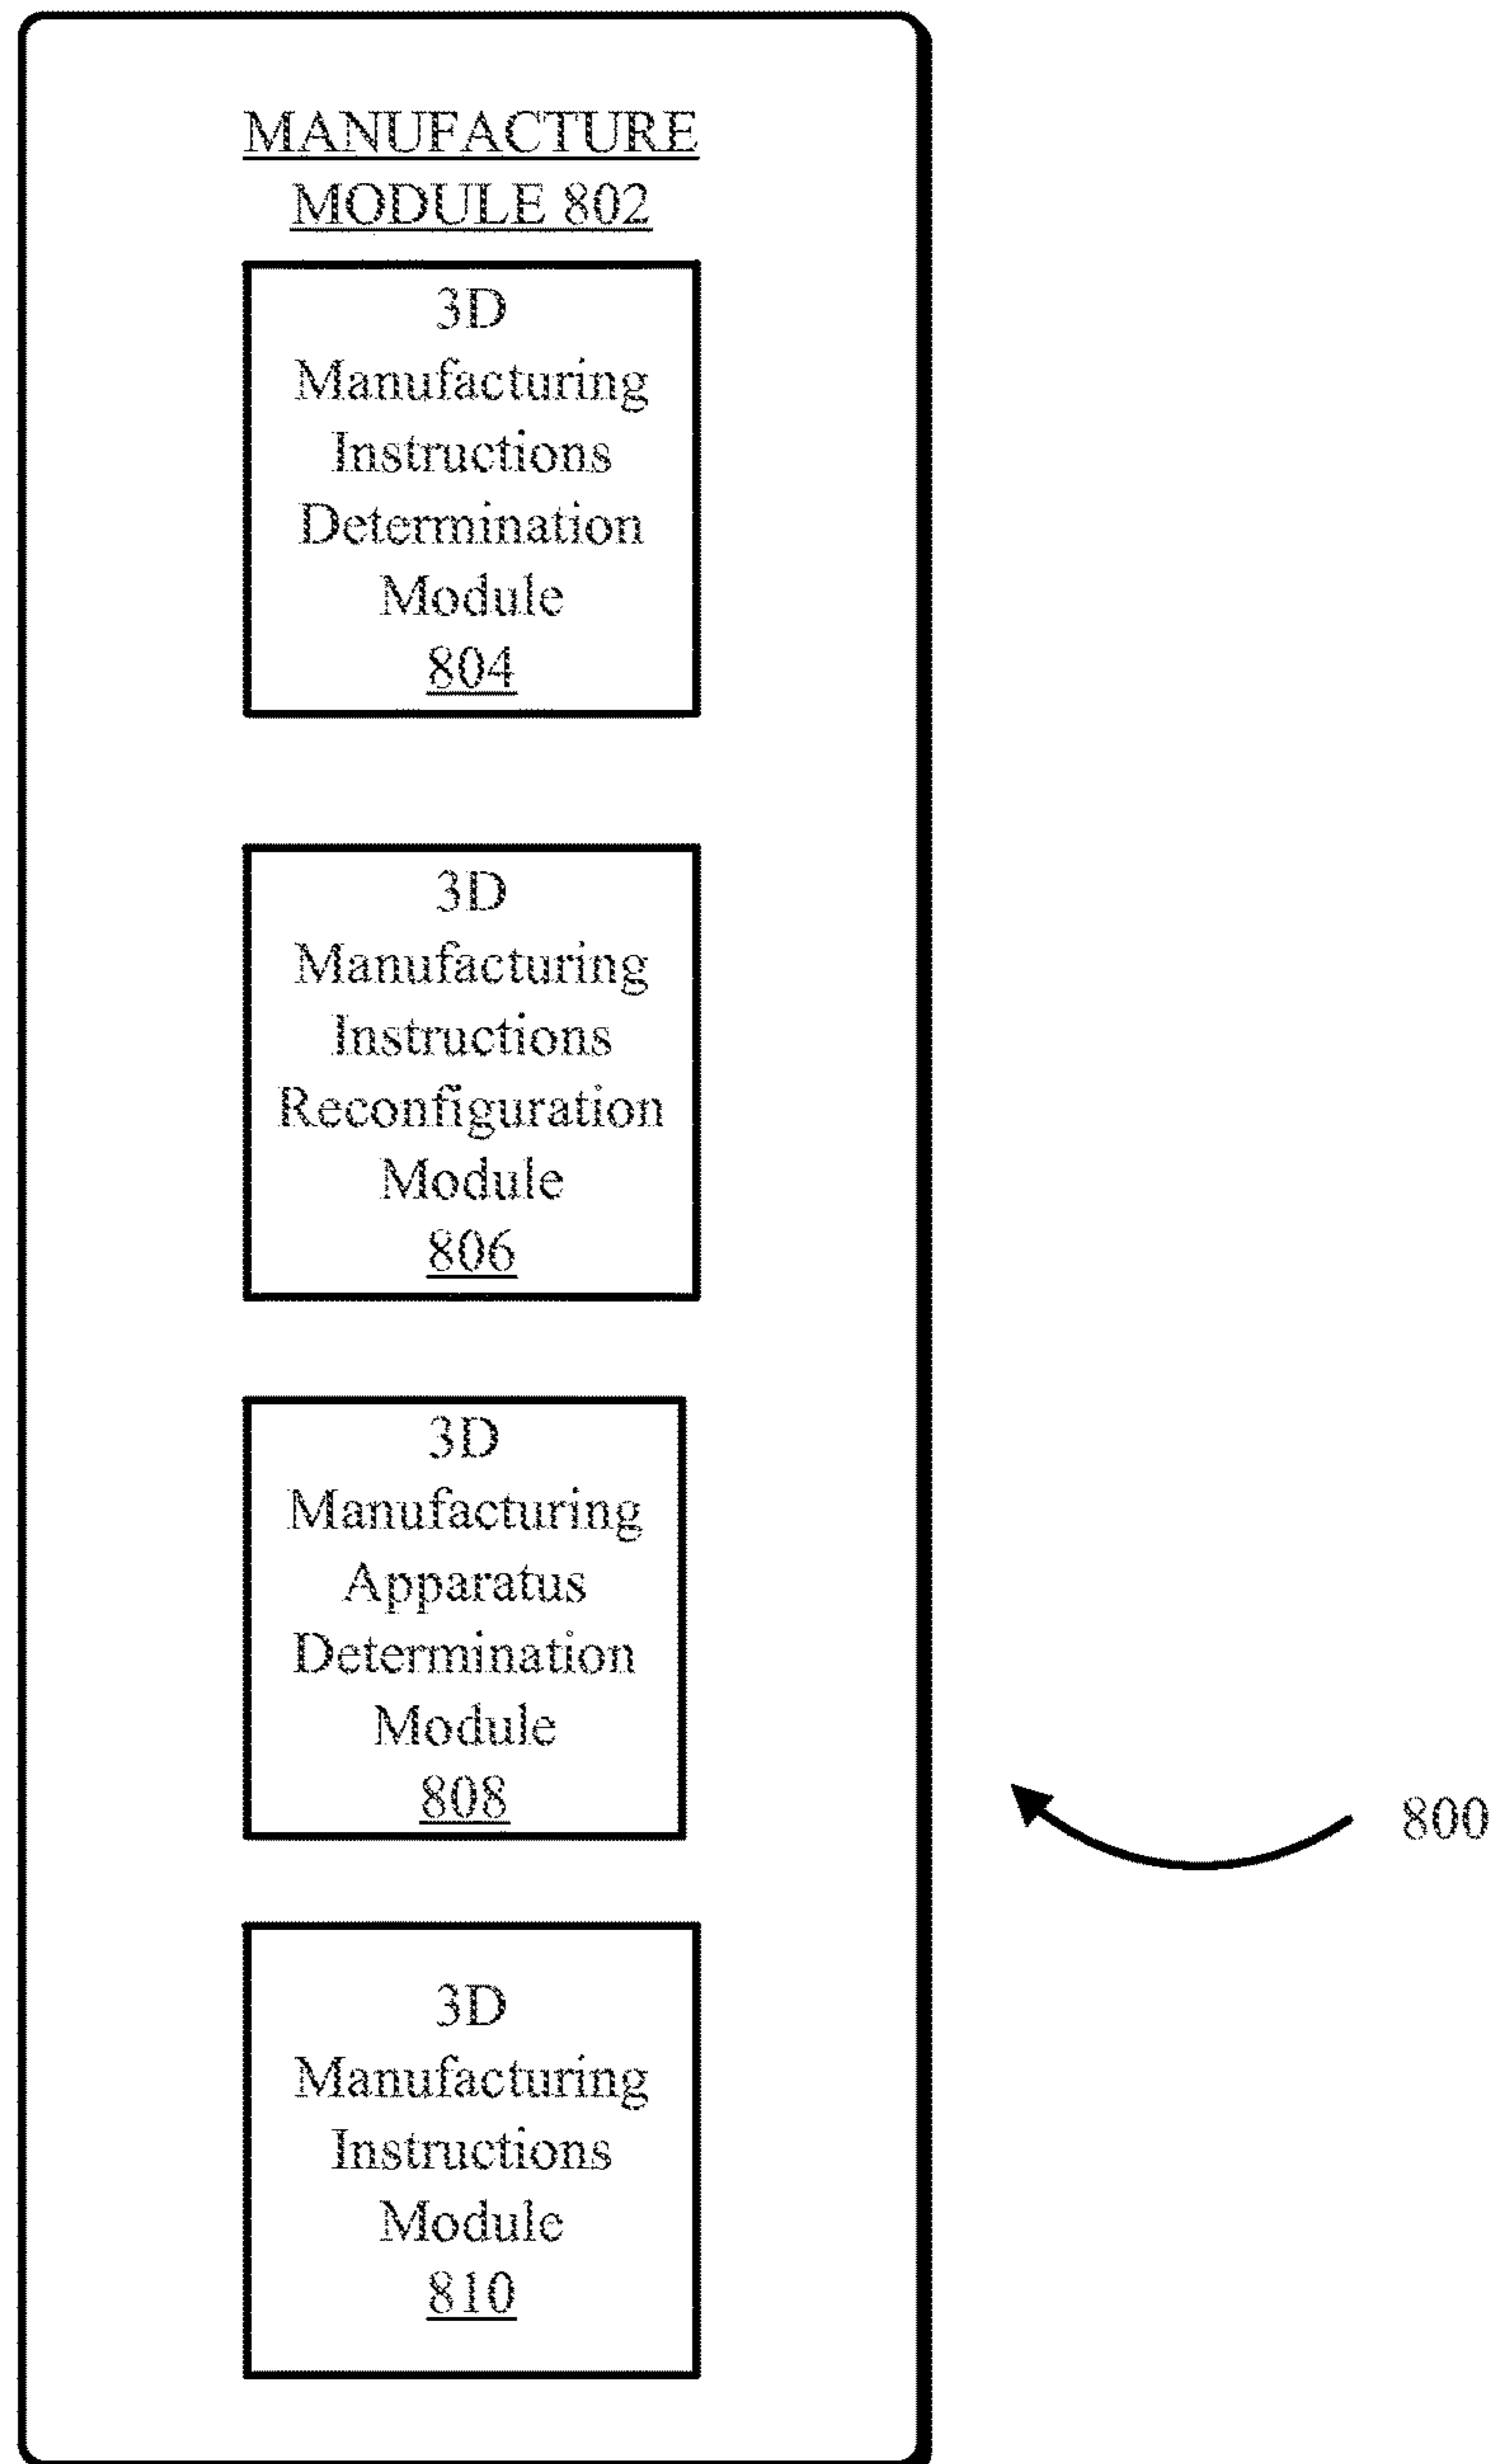 MANUFACTURE
MODULE 802
3D
Manufacturing
Instructions
Determination
Module
804
3D
Manufacturing
Instructions
Reconfiguration
Module
806
3D
Manufacturing
Apparatus
Determination
Module
808
800
3D
Manufacturing
Instructions
Module
810